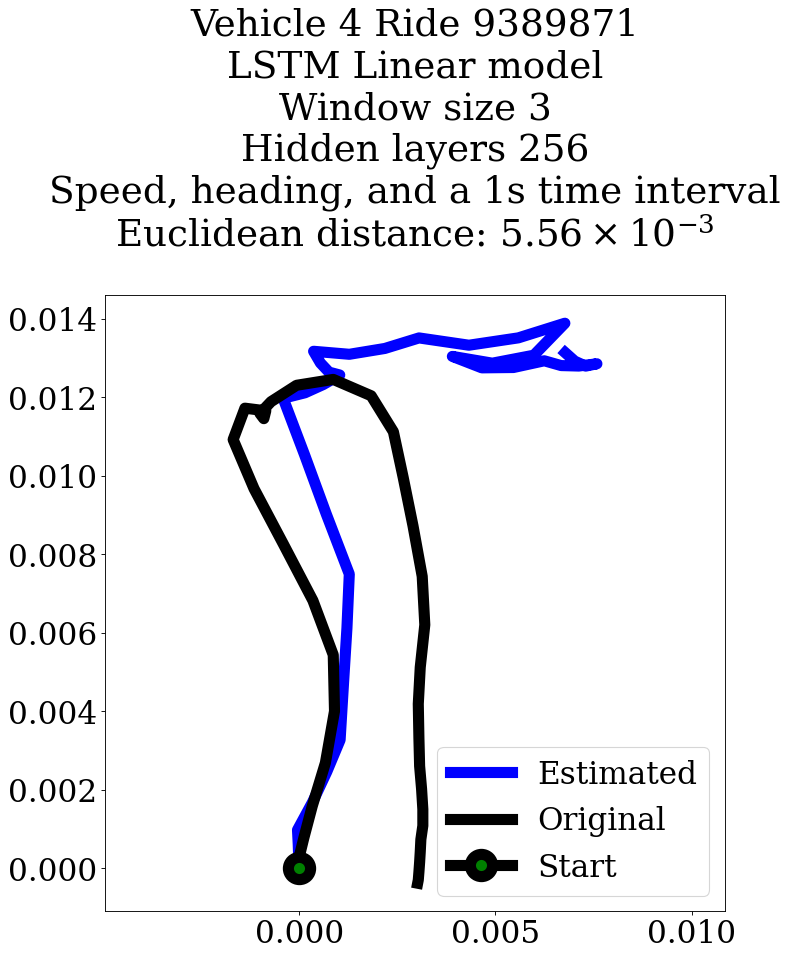 Vehicle 4 Ride 9389871
LSTM Linear model
Window size 3
Hidden layers 256
Speed, heading, and a 1s time interval
Euclidean distance: 5.56 × 10⁻³
0.014
0.012
0.010
0.008
0.006
0.004
0.002
0.000
Estimated
Original
Start
0.000 0.005 0.010